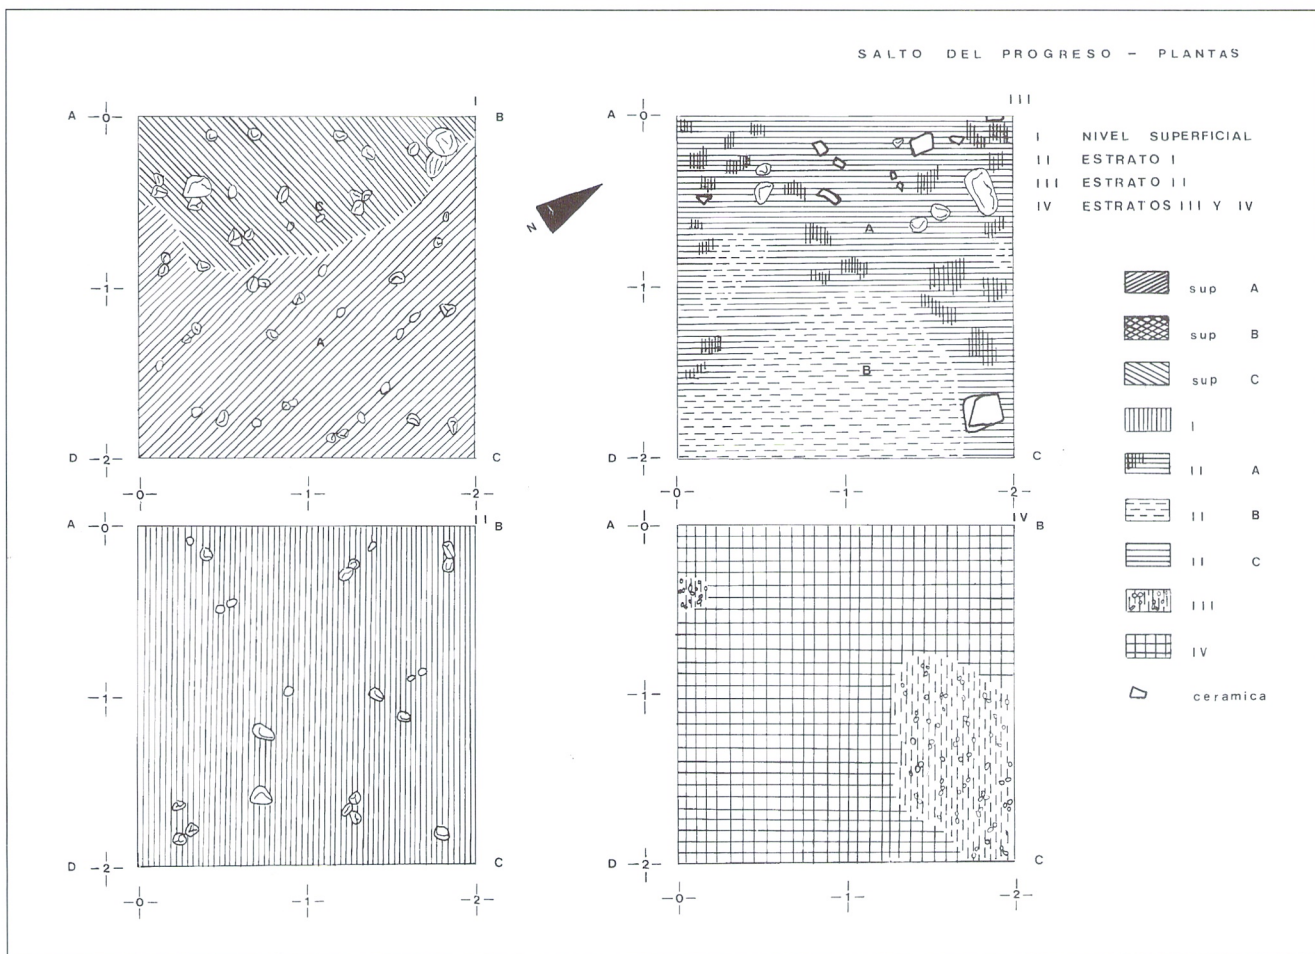 SALTO DEL PROGRESO – PLANTAS
I
A —0— B
—1—
D —2— C
C
A
—0— —1— —2—
N
III
A —0—
—1—
D —2— C
A
B
—0— —1— —2—
II
A —0— B
—1—
D —2— C
—0— —1— —2—
IV
A —0— B
—1—
D —2— C
—0— —1— —2—
I NIVEL SUPERFICIAL
II ESTRATO I
III ESTRATO II
IV ESTRATOS III Y IV
sup A
sup B
sup C
I
II A
II B
II C
III
IV
ceramica